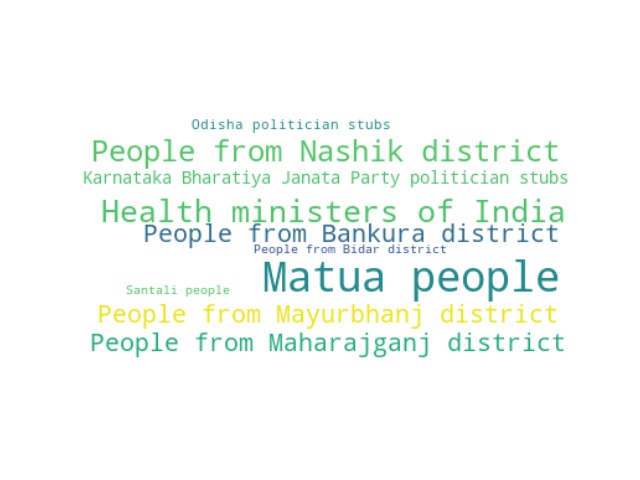 Odisha politician stubs
People from Nashik district
Karnataka Bharatiya Janata Party politician stubs
Health ministers of India
People from Bankura district
People from Bidar district
Matua people
Santali people
People from Mayurbhanj district
People from Maharajganj district